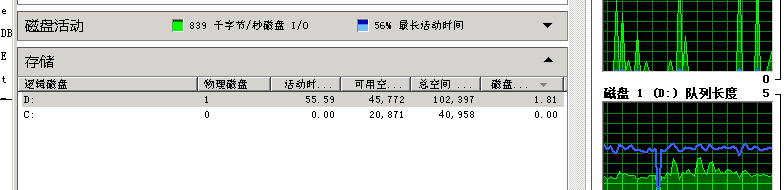 e
DB
E
t
磁盘活动 839 千字节/秒磁盘 I/O 56% 最长活动时间
存储
逻辑磁盘 物理磁盘 活动时... 可用空... 总空间 ... 磁盘...
D: 1 55.59 45,772 102,397 1.81
C: 0 0.00 20,871 40,958 0.00
0
磁盘 1 (D:) 队列长度 5